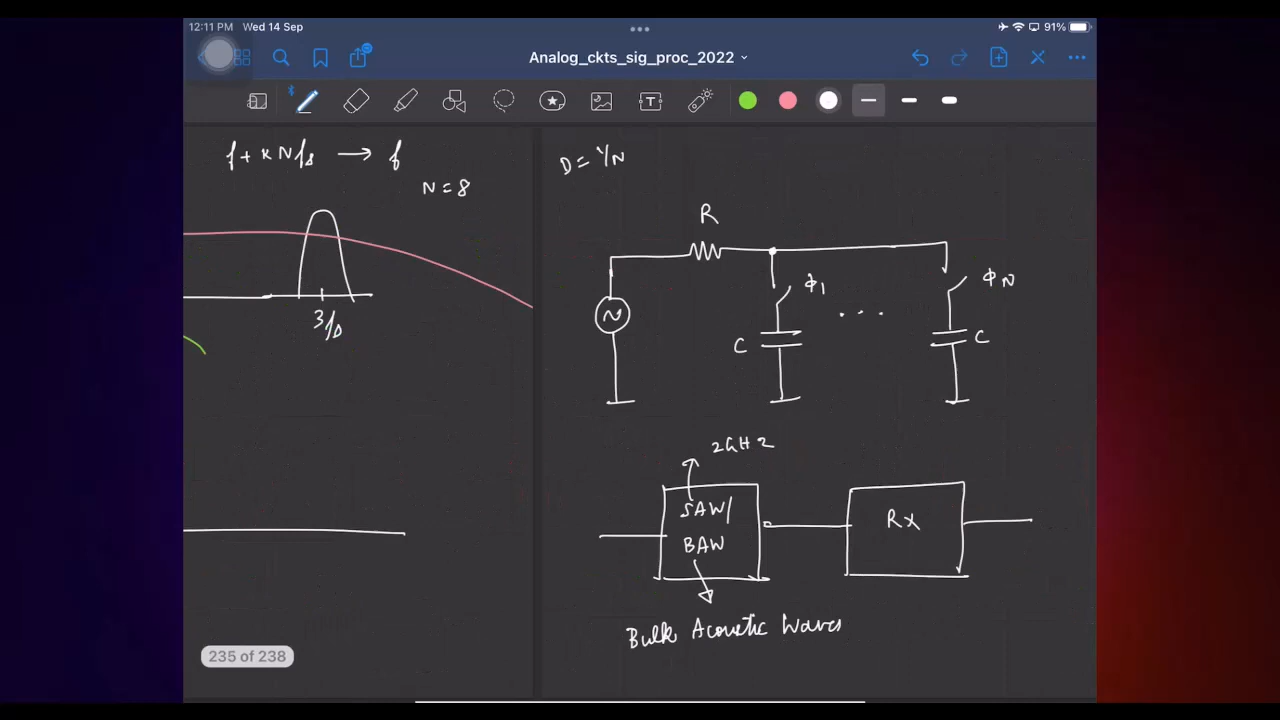 12:11 PM Wed 14 Sep
91%
Analog_ckts_sig_proc_2022
f + k N fs → f
N = 8
3fs
235 of 238
D = 1/N
R
Φ1
ΦN
C
. . .
C
2GHz
SAW/
BAW
RX
Bulk Acoustic Waves